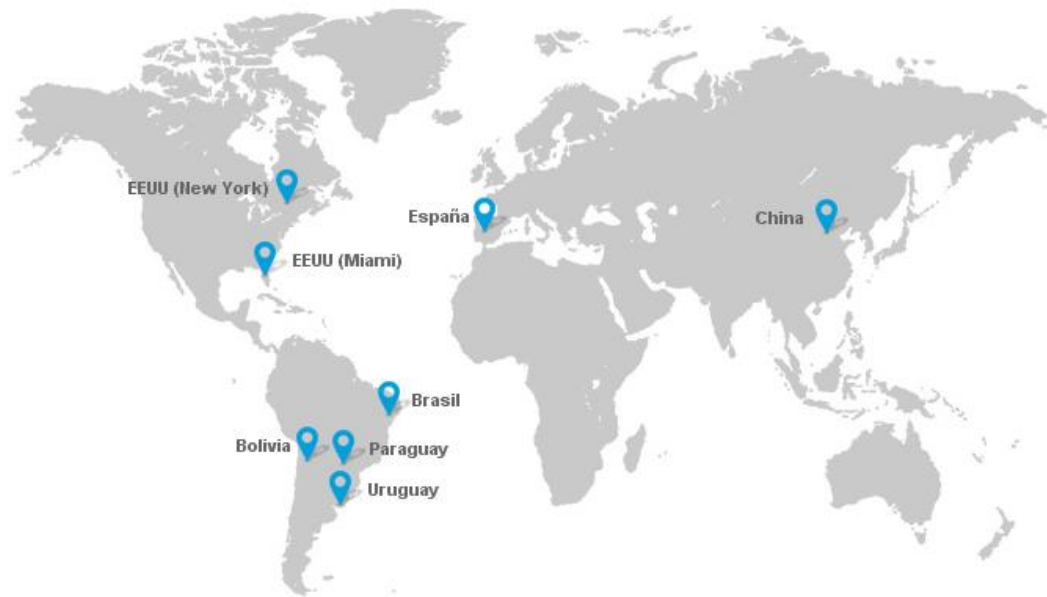 EEUU (New York)
España
China
EEUU (Miami)
Brasil
Bolivia
Paraguay
Uruguay